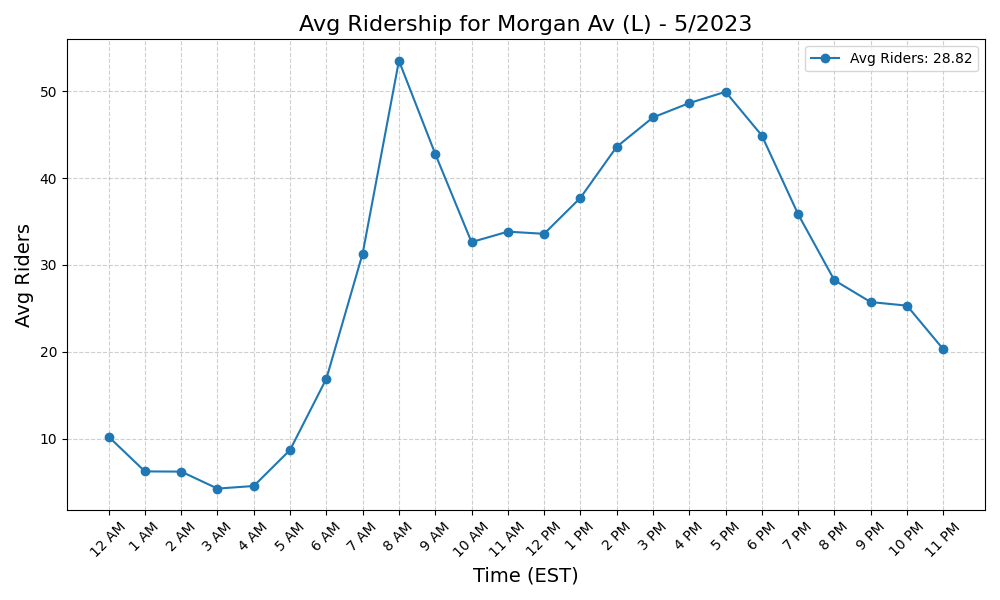 Avg Ridership for Morgan Av (L) - 5/2023
Avg Riders: 28.82
Avg Riders
50
40
30
20
10
12 AM
1 AM
2 AM
3 AM
4 AM
5 AM
6 AM
7 AM
8 AM
9 AM
10 AM
11 AM
12 PM
1 PM
2 PM
3 PM
4 PM
5 PM
6 PM
7 PM
8 PM
9 PM
10 PM
11 PM
Time (EST)